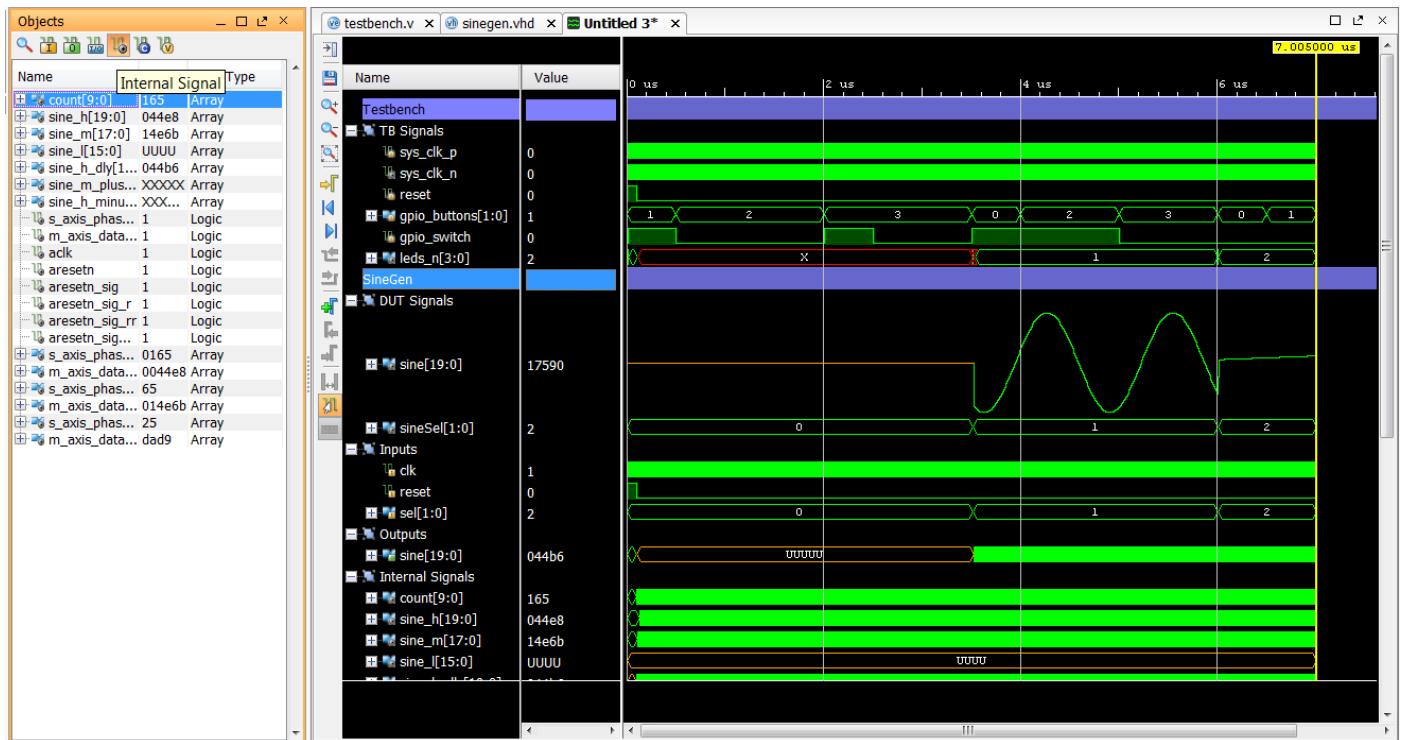 Objects
Name Type
Internal Signal
count[9:0] 165 Array
sine_h[19:0] 044e8 Array
sine_m[17:0] 14e6b Array
sine_l[15:0] UUUU Array
sine_h_dly[1... 044b6 Array
sine_m_plus... XXXXX Array
sine_h_minu... XXX... Array
s_axis_phas... 1 Logic
m_axis_data... 1 Logic
aclk 1 Logic
aresetn 1 Logic
aresetn_sig 1 Logic
aresetn_sig_r 1 Logic
aresetn_sig_rr 1 Logic
aresetn_sig... 1 Logic
s_axis_phas... 0165 Array
m_axis_data... 0044e8 Array
s_axis_phas... 65 Array
m_axis_data... 014e6b Array
s_axis_phas... 25 Array
m_axis_data... dad9 Array
testbench.v sinegen.vhd Untitled 3*
7.005000 us
Name Value
0 us 2 us 4 us 6 us
Testbench
TB Signals
sys_clk_p 0
sys_clk_n 0
reset 0
gpio_buttons[1:0] 1 1 2 3 0 2 3 0 1
gpio_switch 0
leds_n[3:0] 2 X 1 2
SineGen
DUT Signals
sine[19:0] 17590
sineSel[1:0] 2 0 1 2
Inputs
clk 1
reset 0
sel[1:0] 2 0 1 2
Outputs
sine[19:0] 044b6 UUUUU
Internal Signals
count[9:0] 165
sine_h[19:0] 044e8
sine_m[17:0] 14e6b
sine_l[15:0] UUUU UUUU